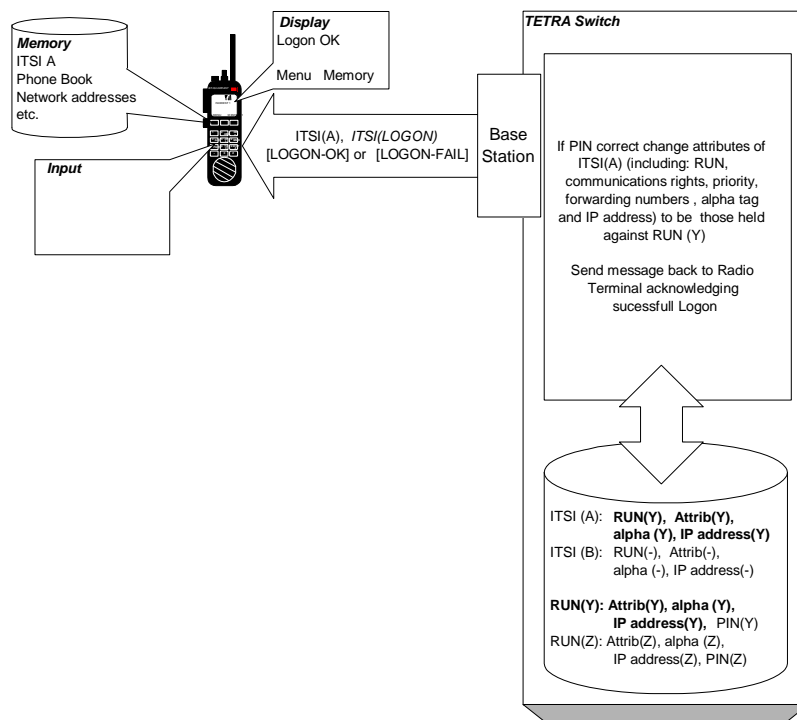 Memory
ITSI A
Phone Book
Network addresses
etc.
Display
Logon OK
Menu Memory
Input
ITSI(A), ITSI(LOGON)
[LOGON-OK] or [LOGON-FAIL]
Base
Station
TETRA Switch
If PIN correct change attributes of
ITSI(A) (including: RUN,
communications rights, priority,
forwarding numbers , alpha tag
and IP address) to be those held
against RUN (Y)
Send message back to Radio
Terminal acknowledging
sucessfull Logon
ITSI (A): RUN(Y), Attrib(Y),
alpha (Y), IP address(Y)
ITSI (B): RUN(-), Attrib(-),
alpha (-), IP address(-)
RUN(Y): Attrib(Y), alpha (Y),
IP address(Y), PIN(Y)
RUN(Z): Attrib(Z), alpha (Z),
IP address(Z), PIN(Z)